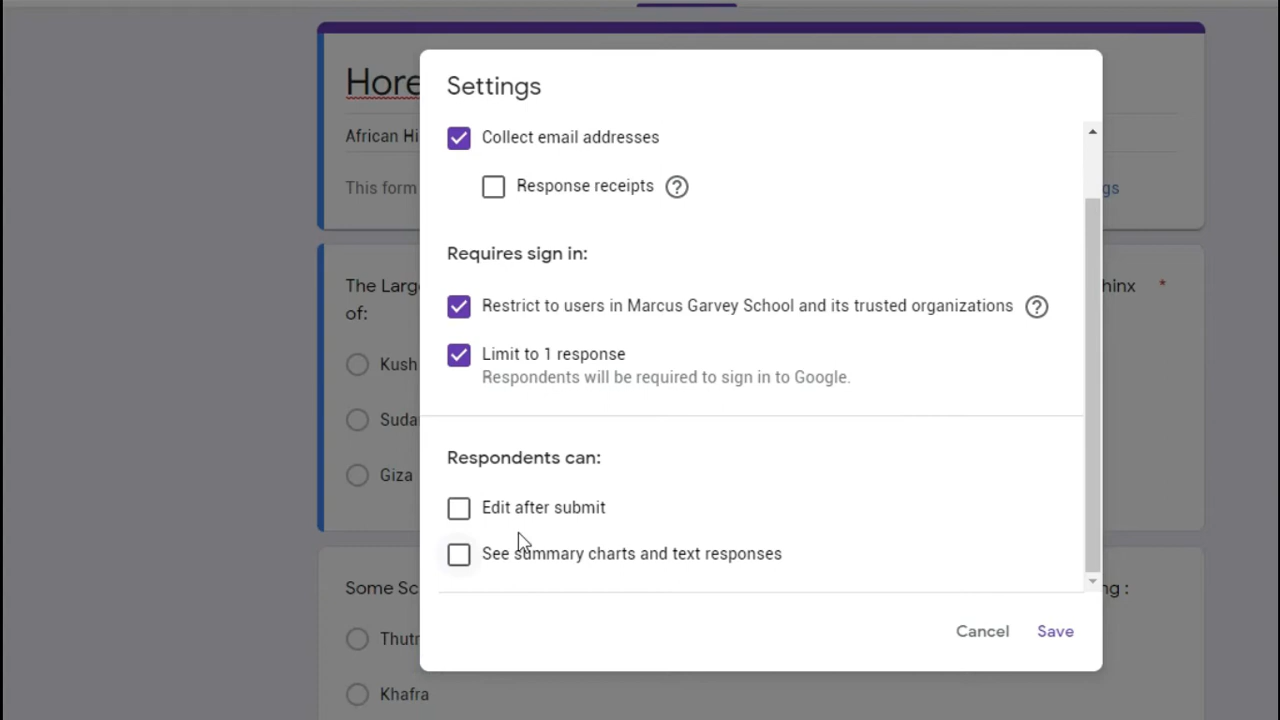 Hore
Settings
Collect email addresses
African Hi
Response receipts
This form
gs
Requires sign in:
The Larg
hinx *
of:
Restrict to users in Marcus Garvey School and its trusted organizations
Limit to 1 response
Kush
Respondents will be required to sign in to Google.
Suda
Respondents can:
Giza
Edit after submit
See summary charts and text responses
Some Sc
ng :
Cancel
Save
Thutm
Khafra